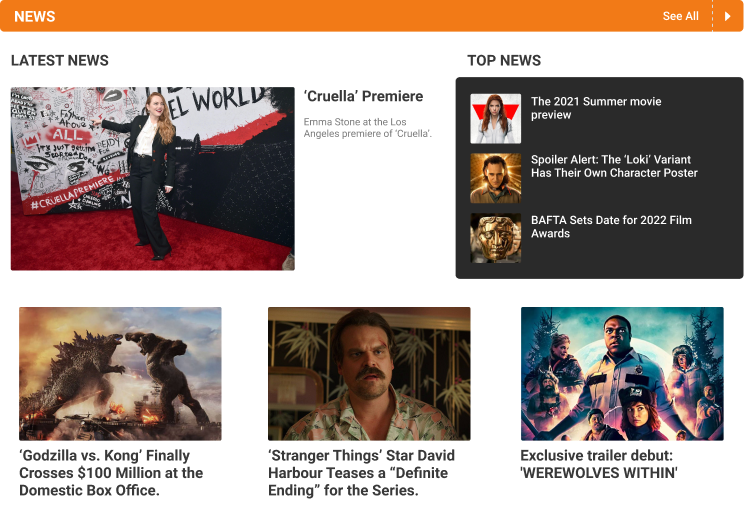 NEWS
See All
LATEST NEWS
TOP NEWS
‘Cruella’ Premiere
Emma Stone at the Los
Angeles premiere of ‘Cruella’.
ALL
#CRUELLAPREMIERE
The 2021 Summer movie
preview
Spoiler Alert: The ‘Loki’ Variant
Has Their Own Character Poster
BAFTA Sets Date for 2022 Film
Awards
‘Godzilla vs. Kong’ Finally
Crosses $100 Million at the
Domestic Box Office.
‘Stranger Things’ Star David
Harbour Teases a “Definite
Ending” for the Series.
Exclusive trailer debut:
'WEREWOLVES WITHIN'